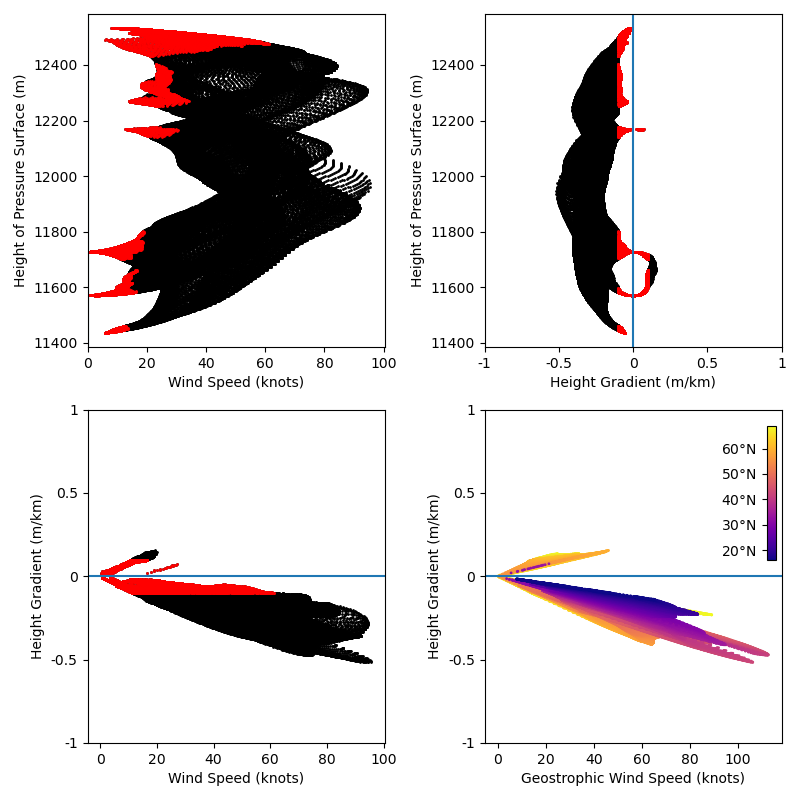 Height of Pressure Surface (m)
12400
12200
12000
11800
11600
11400
0 20 40 60 80 100
Wind Speed (knots)
Height of Pressure Surface (m)
12400
12200
12000
11800
11600
11400
-1 -0.5 0 0.5 1
Height Gradient (m/km)
Height Gradient (m/km)
1
0.5
0
-0.5
-1
0 20 40 60 80 100
Wind Speed (knots)
Height Gradient (m/km)
1
0.5
0
-0.5
-1
60°N
50°N
40°N
30°N
20°N
0 20 40 60 80 100
Geostrophic Wind Speed (knots)